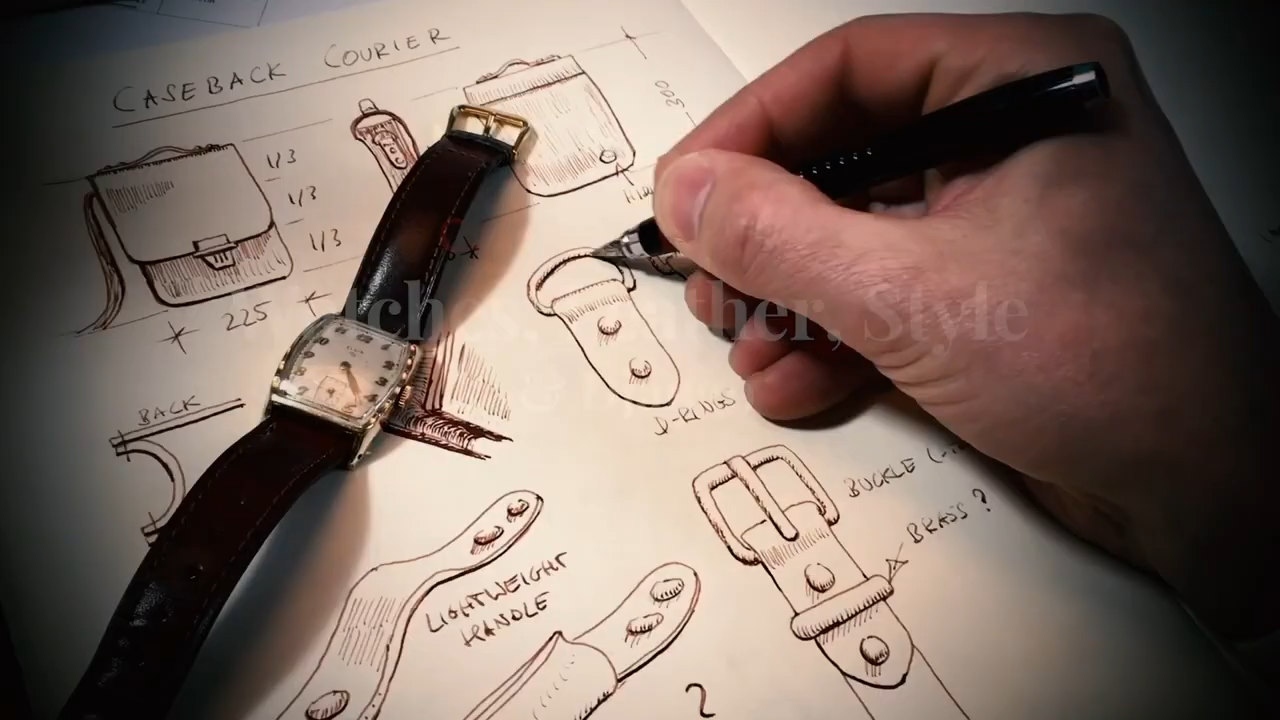 CASEBACK COURIER
1/3
1/3
1/3
300
225
BACK
Watches, Leather, Style
D-RINGS
BUCKLE
BRASS ?
LIGHTWEIGHT
HANDLE
2